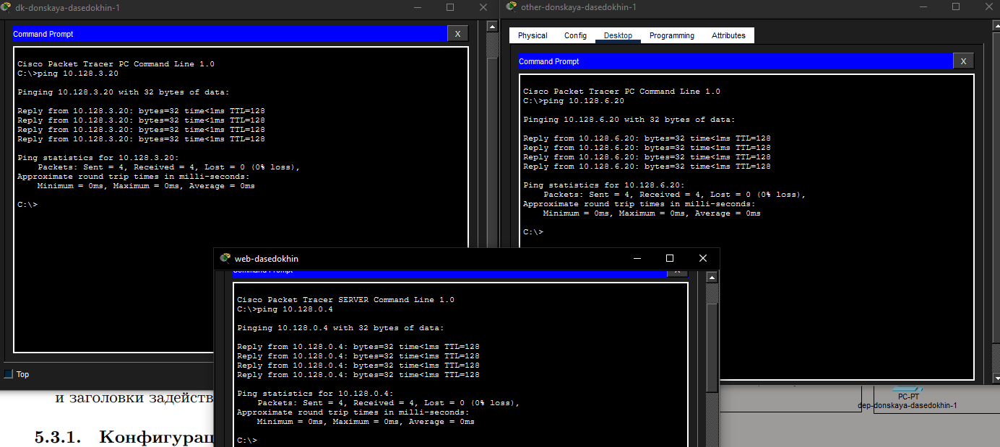 dk-donskaya-dasedokhin-1
Command Prompt
X
Cisco Packet Tracer PC Command Line 1.0
C:\>ping 10.128.3.20
Pinging 10.128.3.20 with 32 bytes of data:
Reply from 10.128.3.20: bytes=32 time<1ms TTL=128
Reply from 10.128.3.20: bytes=32 time<1ms TTL=128
Reply from 10.128.3.20: bytes=32 time<1ms TTL=128
Reply from 10.128.3.20: bytes=32 time<1ms TTL=128
Ping statistics for 10.128.3.20:
Packets: Sent = 4, Received = 4, Lost = 0 (0% loss),
Approximate round trip times in milli-seconds:
Minimum = 0ms, Maximum = 0ms, Average = 0ms
C:\>
Top
other-donskaya-dasedokhin-1
Physical Config Desktop Programming Attributes
Command Prompt
X
Cisco Packet Tracer PC Command Line 1.0
C:\>ping 10.128.6.20
Pinging 10.128.6.20 with 32 bytes of data:
Reply from 10.128.6.20: bytes=32 time<1ms TTL=128
Reply from 10.128.6.20: bytes=32 time<1ms TTL=128
Reply from 10.128.6.20: bytes=32 time<1ms TTL=128
Reply from 10.128.6.20: bytes=32 time<1ms TTL=128
Ping statistics for 10.128.6.20:
Packets: Sent = 4, Received = 4, Lost = 0 (0% loss),
Approximate round trip times in milli-seconds:
Minimum = 0ms, Maximum = 0ms, Average = 0ms
C:\>
web-dasedokhin
Command Prompt
X
Cisco Packet Tracer SERVER Command Line 1.0
C:\>ping 10.128.0.4
Pinging 10.128.0.4 with 32 bytes of data:
Reply from 10.128.0.4: bytes=32 time<1ms TTL=128
Reply from 10.128.0.4: bytes=32 time<1ms TTL=128
Reply from 10.128.0.4: bytes=32 time<1ms TTL=128
Reply from 10.128.0.4: bytes=32 time<1ms TTL=128
Ping statistics for 10.128.0.4:
Packets: Sent = 4, Received = 4, Lost = 0 (0% loss),
Approximate round trip times in milli-seconds:
Minimum = 0ms, Maximum = 0ms, Average = 0ms
C:\>
и заголовки задейств
5.3.1. Конфигурац
PC-PT
dep-donskaya-dasedokhin-1